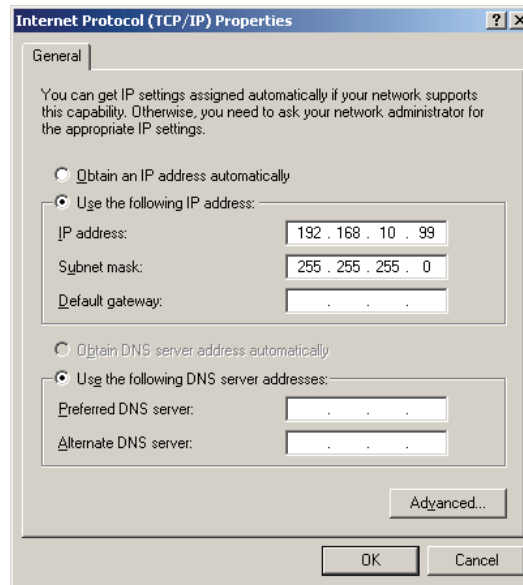 Internet Protocol (TCP/IP) Properties
General
You can get IP settings assigned automatically if your network supports
this capability. Otherwise, you need to ask your network administrator for
the appropriate IP settings.
Obtain an IP address automatically
Use the following IP address:
IP address: 192 . 168 . 10 . 99
Subnet mask: 255 . 255 . 255 . 0
Default gateway: . . .
Obtain DNS server address automatically
Use the following DNS server addresses:
Preferred DNS server: . . .
Alternate DNS server: . . .
Advanced...
OK Cancel